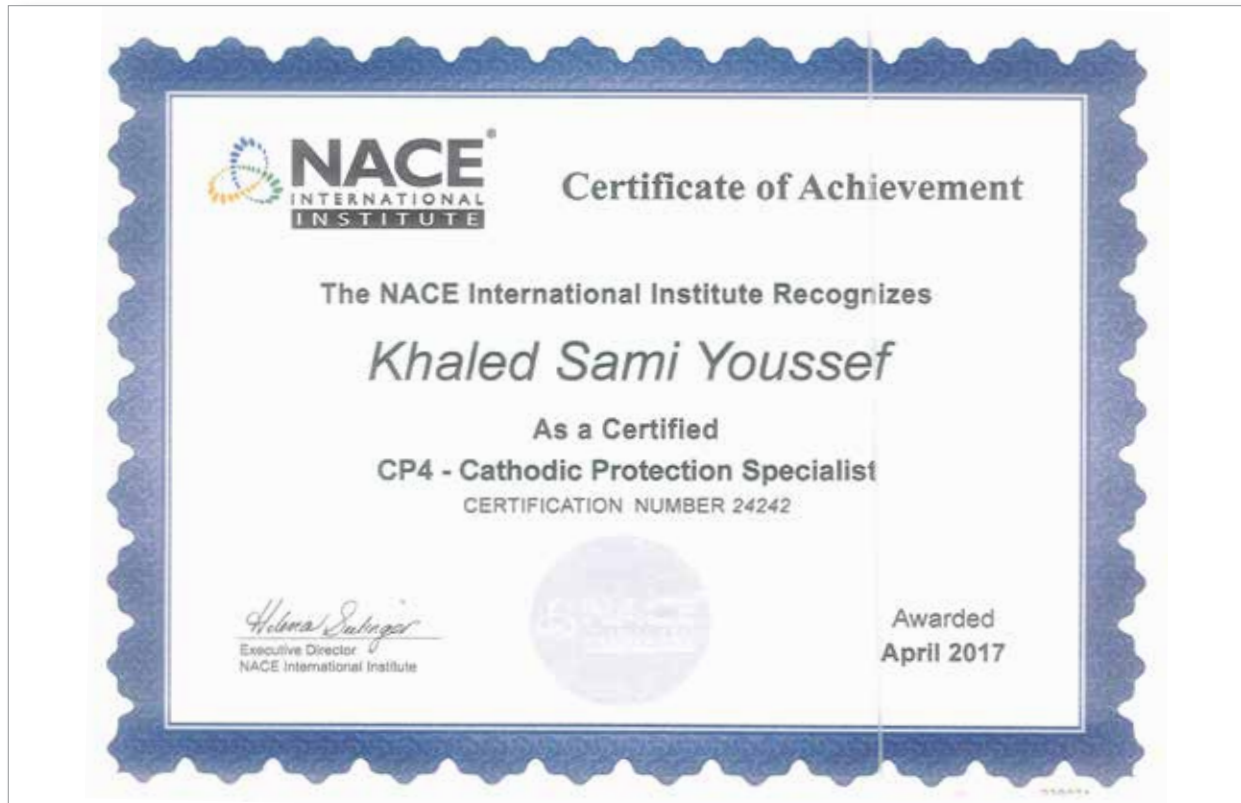 NACE®
INTERNATIONAL
INSTITUTE
Certificate of Achievement
The NACE International Institute Recognizes
Khaled Sami Youssef
As a Certified
CP4 - Cathodic Protection Specialist
CERTIFICATION NUMBER 24242
NACE
Executive Director
NACE International Institute
Awarded
April 2017